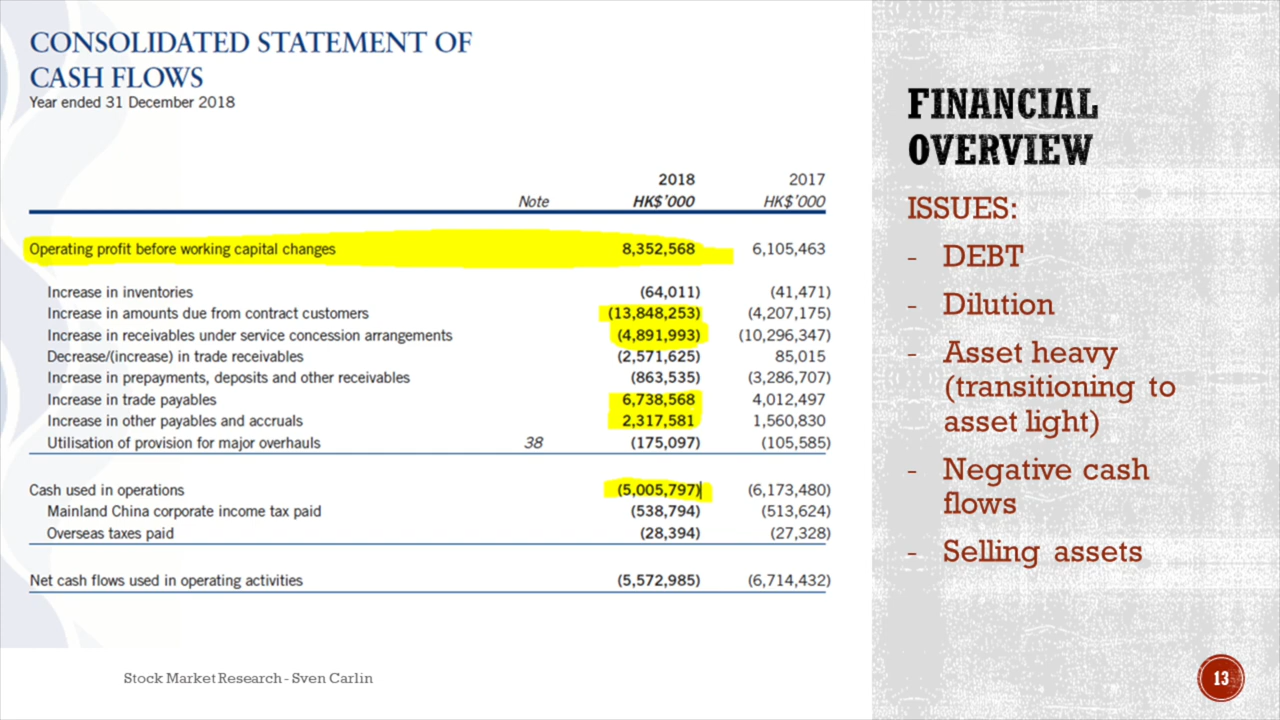 CONSOLIDATED STATEMENT OF
CASH FLOWS
Year ended 31 December 2018
2018 2017
Note HK$'000 HK$'000
Operating profit before working capital changes 8,352,568 6,105,463
Increase in inventories (64,011) (41,471)
Increase in amounts due from contract customers (13,848,253) (4,207,175)
Increase in receivables under service concession arrangements (4,891,993) (10,296,347)
Decrease/(increase) in trade receivables (2,571,625) 85,015
Increase in prepayments, deposits and other receivables (863,535) (3,286,707)
Increase in trade payables 6,738,568 4,012,497
Increase in other payables and accruals 2,317,581 1,560,830
Utilisation of provision for major overhauls 38 (175,097) (105,585)
Cash used in operations (5,005,797) (6,173,480)
Mainland China corporate income tax paid (538,794) (513,624)
Overseas taxes paid (28,394) (27,328)
Net cash flows used in operating activities (5,572,985) (6,714,432)
FINANCIAL
OVERVIEW
ISSUES:
- DEBT
- Dilution
- Asset heavy
(transitioning to
asset light)
- Negative cash
flows
- Selling assets
Stock Market Research - Sven Carlin
13